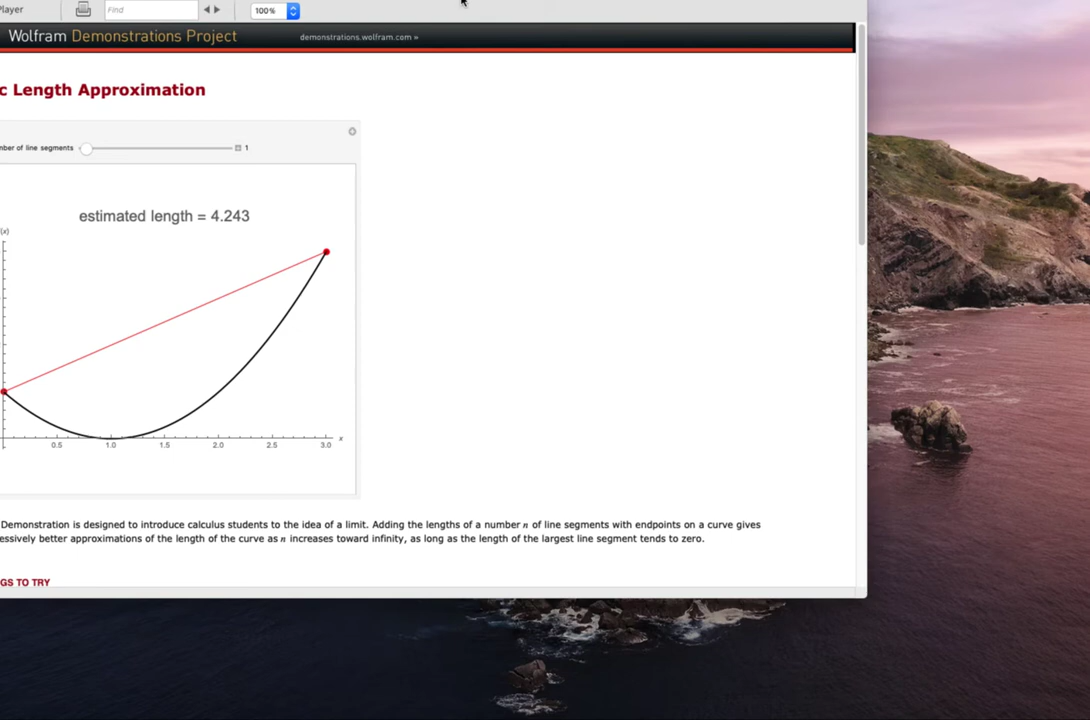 layer
Find
100%
Wolfram Demonstrations Project
demonstrations.wolfram.com »
c Length Approximation
nber of line segments
1
estimated length = 4.243
(x)
x
0.5 1.0 1.5 2.0 2.5 3.0
Demonstration is designed to introduce calculus students to the idea of a limit. Adding the lengths of a number n of line segments with endpoints on a curve gives
essively better approximations of the length of the curve as n increases toward infinity, as long as the length of the largest line segment tends to zero.
GS TO TRY